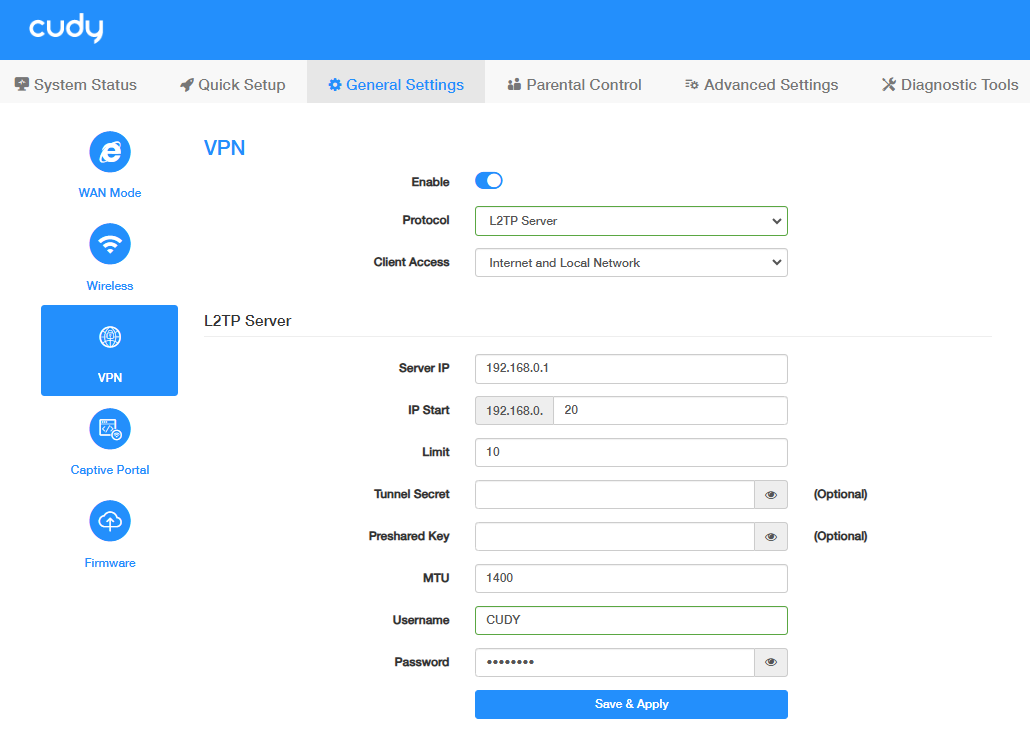 cudy
System Status Quick Setup General Settings Parental Control Advanced Settings Diagnostic Tools
WAN Mode
Wireless
VPN
Captive Portal
Firmware
VPN
Enable
Protocol L2TP Server
Client Access Internet and Local Network
L2TP Server
Server IP 192.168.0.1
IP Start 192.168.0. 20
Limit 10
Tunnel Secret (Optional)
Preshared Key (Optional)
MTU 1400
Username CUDY
Password ••••••••
Save & Apply